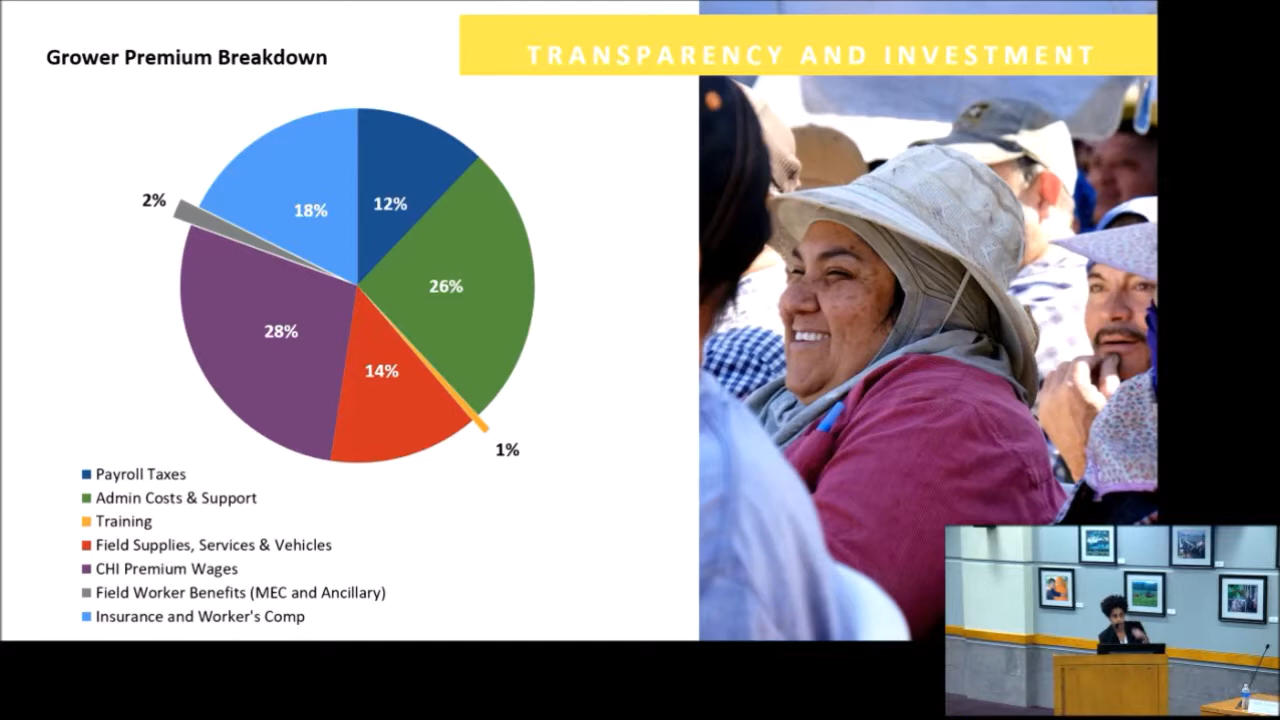 Grower Premium Breakdown
TRANSPARENCY AND INVESTMENT
12%
26%
1%
14%
28%
2%
18%
Payroll Taxes
Admin Costs & Support
Training
Field Supplies, Services & Vehicles
CHI Premium Wages
Field Worker Benefits (MEC and Ancillary)
Insurance and Worker's Comp